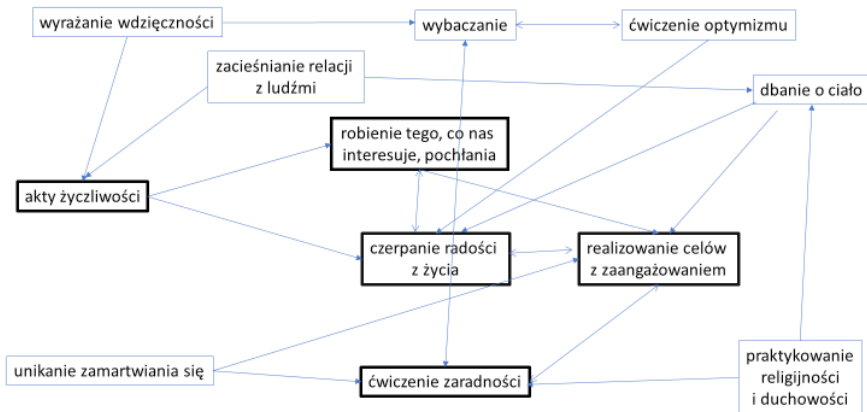 wyrażanie wdzięczności
wybaczanie
ćwiczenie optymizmu
zacieśnianie relacji
z ludźmi
dbanie o ciało
robienie tego, co nas
interesuje, pochłania
akty życzliwości
czerpanie radości
z życia
realizowanie celów
z zaangażowaniem
unikanie zamartwiania się
ćwiczenie zaradności
praktykowanie
religijności
i duchowości